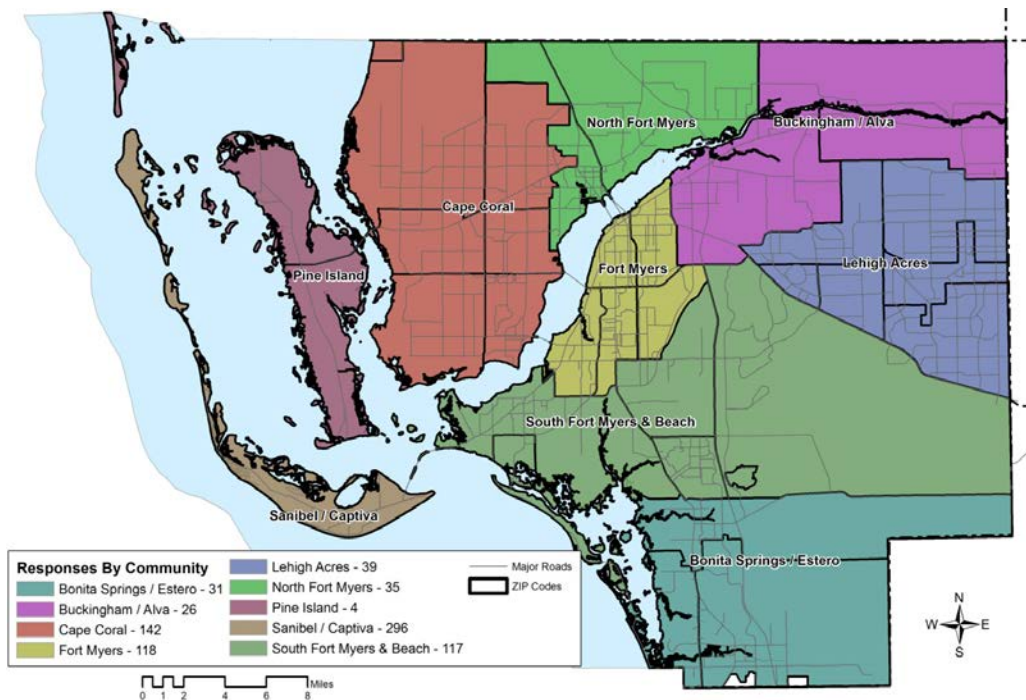 North Fort Myers
Buckingham / Alva
Cape Coral
Pine Island
Fort Myers
Lehigh Acres
South Fort Myers & Beach
Sanibel / Captiva
Bonita Springs / Estero
Responses By Community
Bonita Springs / Estero - 31
Buckingham / Alva - 26
Cape Coral - 142
Fort Myers - 118
Lehigh Acres - 39
North Fort Myers - 35
Pine Island - 4
Sanibel / Captiva - 296
South Fort Myers & Beach - 117
Major Roads
ZIP Codes
N
W E
S
Miles
0 1 2 4 6 8